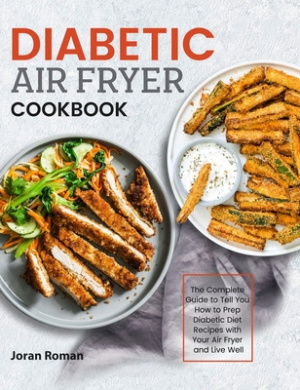 DIABETIC
AIR FRYER
COOKBOOK
The Complete
Guide to Tell You
How to Prep
Diabetic Diet
Recipes with
Your Air Fryer
and Live Well
Joran Roman